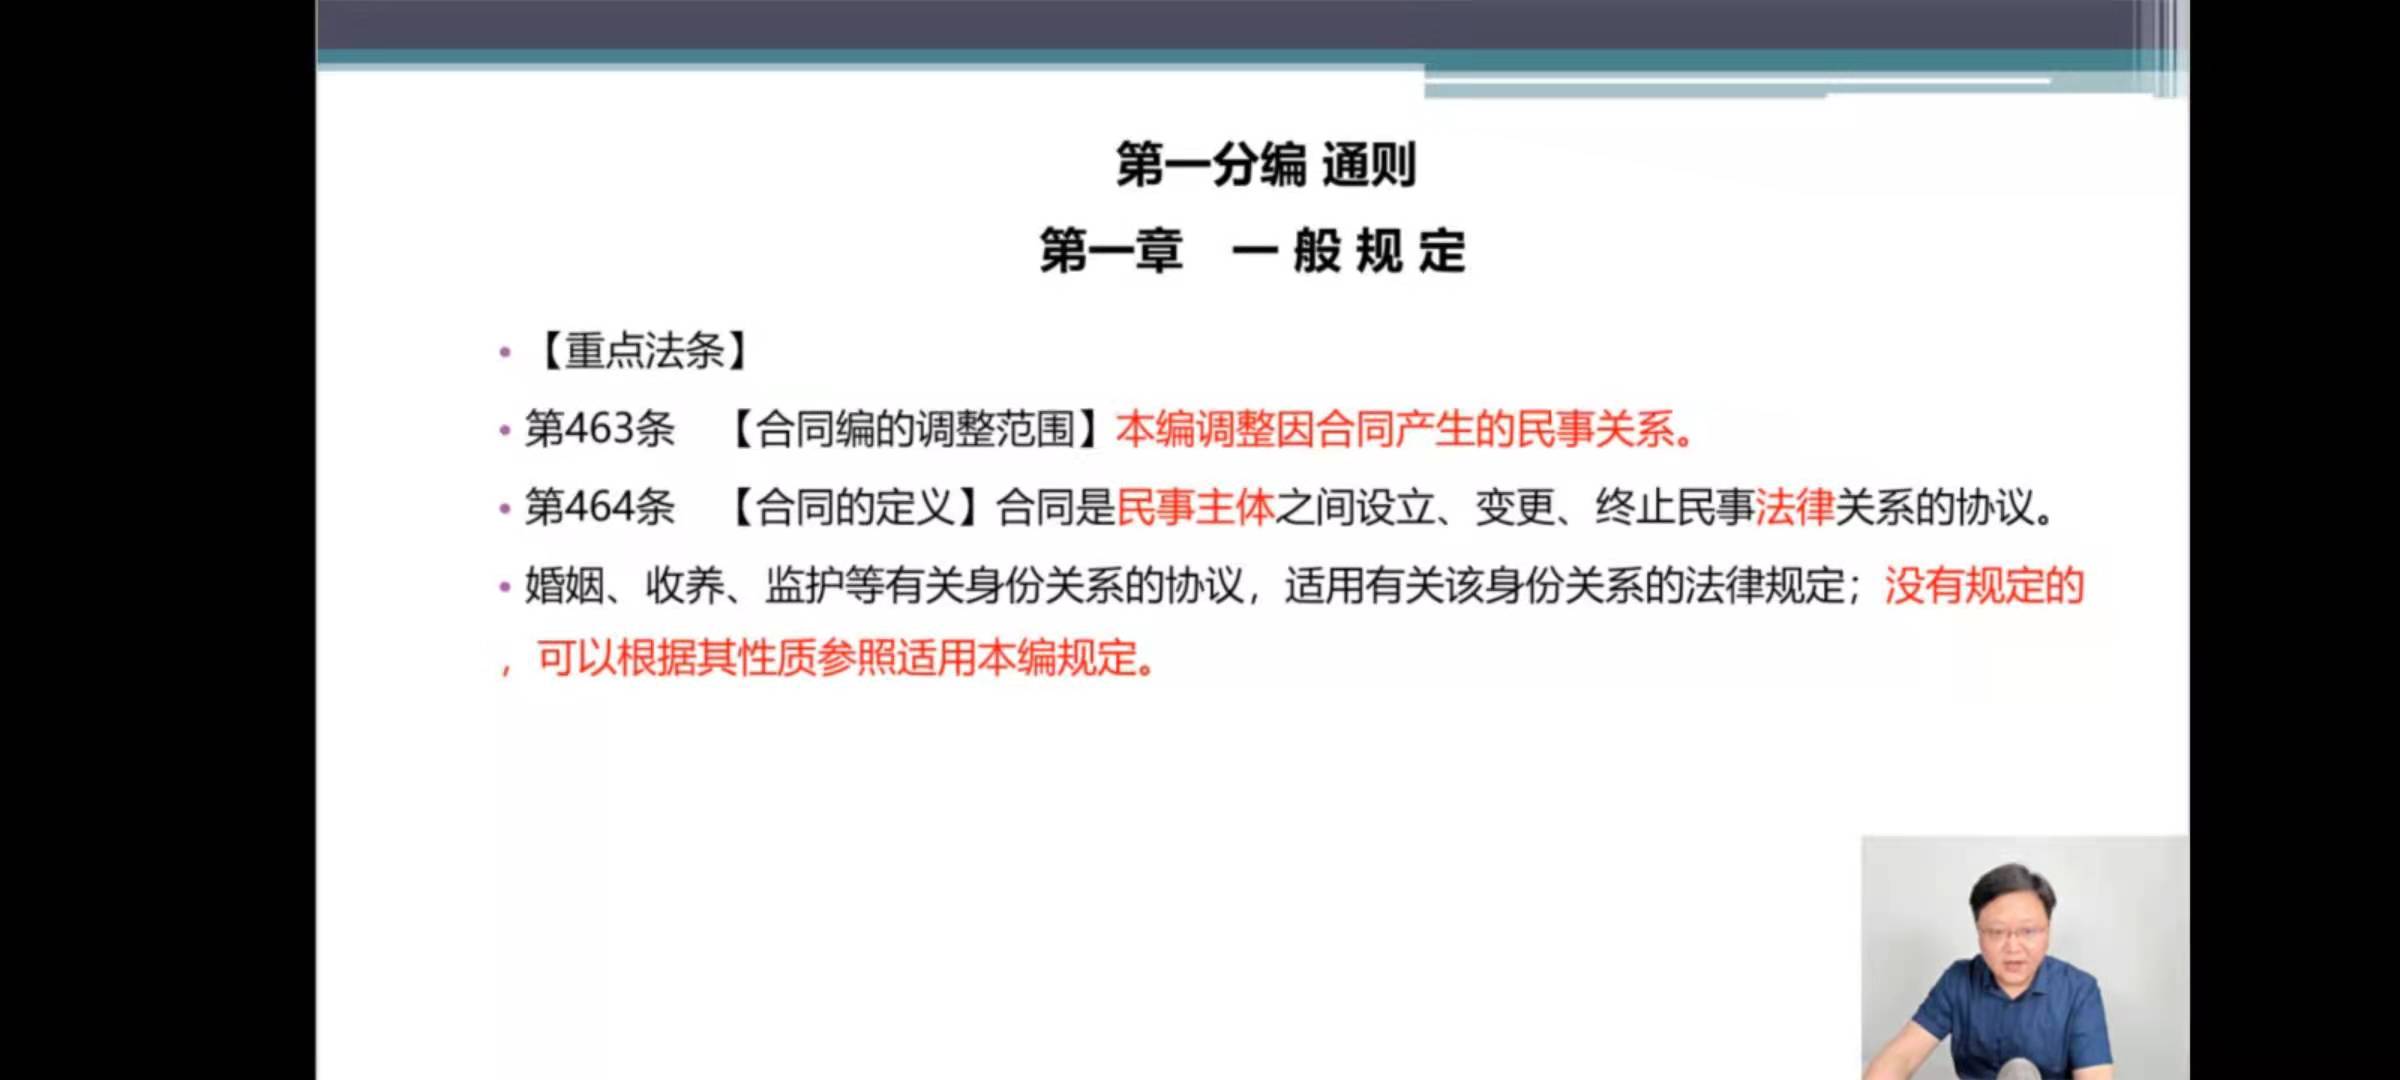 第一分编 通则
第一章 一 般 规 定
•【重点法条】
•第463条 【合同编的调整范围】本编调整因合同产生的民事关系。
•第464条 【合同的定义】合同是民事主体之间设立、变更、终止民事法律关系的协议。
•婚姻、收养、监护等有关身份关系的协议，适用有关该身份关系的法律规定；没有规定的
，可以根据其性质参照适用本编规定。